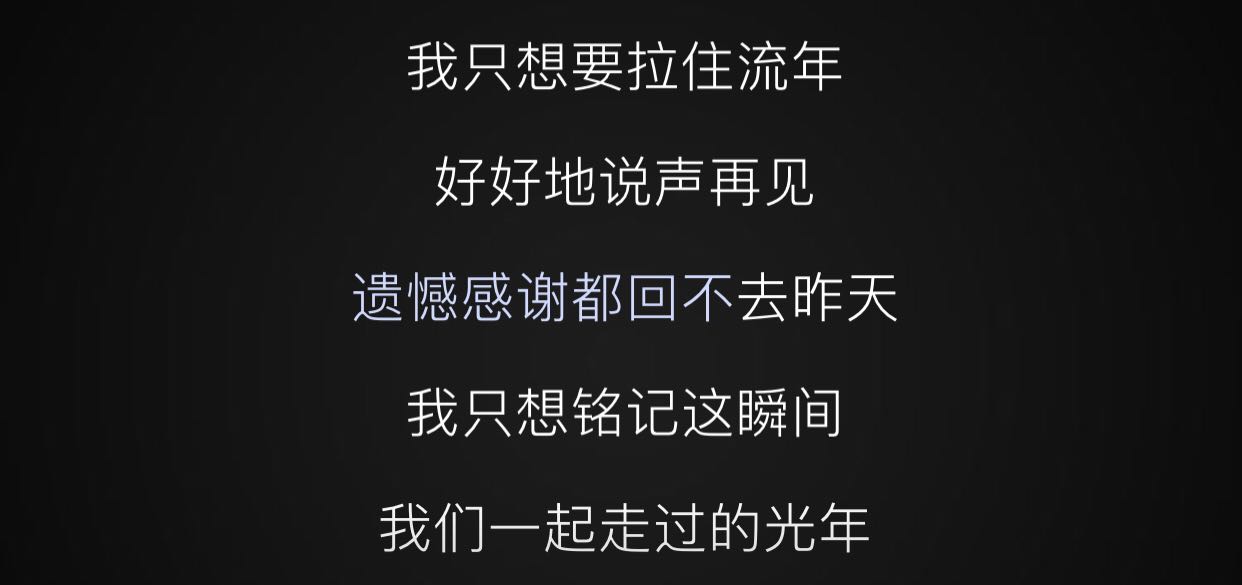 我只想要拉住流年
好好地说声再见
遗憾感谢都回不去昨天
我只想铭记这瞬间
我们一起走过的光年